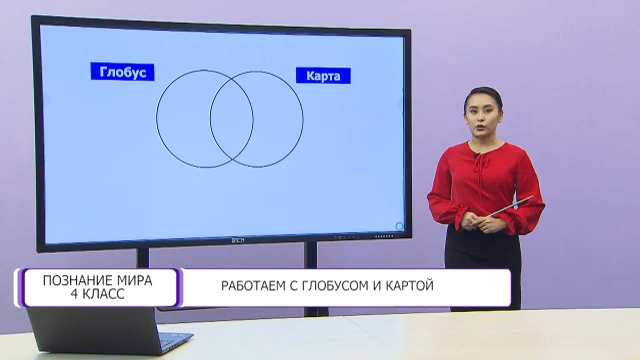 Глобус
Карта
ПОЗНАНИЕ МИРА
4 КЛАСС
РАБОТАЕМ С ГЛОБУСОМ И КАРТОЙ